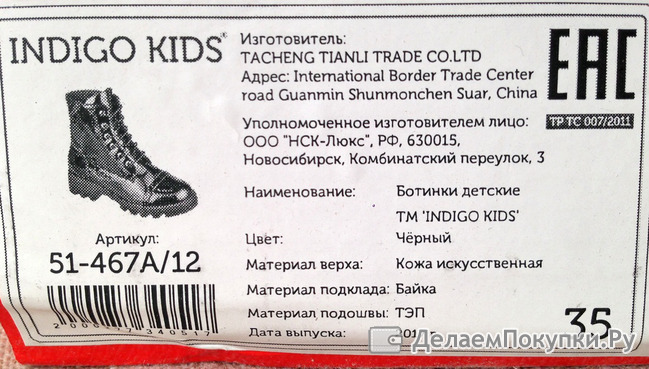 INDIGO KIDS®
Изготовитель:
TACHENG TIANLI TRADE CO.LTD
Адрес: International Border Trade Center
road Guanmin Shunmonchen Suar, China
EAC
ТР ТС 007/2011
Уполномоченное изготовителем лицо:
ООО "НСК-Люкс", РФ, 630015,
Новосибирск, Комбинатский переулок, 3
Наименование: Ботинки детские
ТМ 'INDIGO KIDS'
Артикул:
51-467А/12
Цвет: Чёрный
Материал верха: Кожа искусственная
Материал подклада: Байка
Материал подошвы: ТЭП
Дата выпуска:
35
ДелаемПокупки.Ру